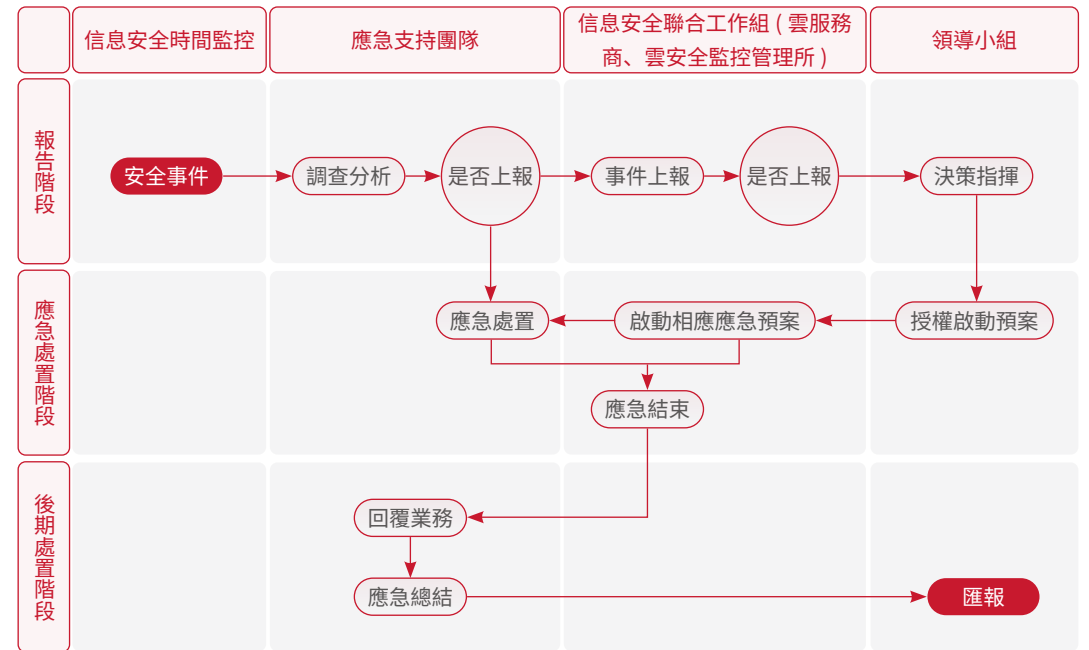 信息安全時間監控
應急支持團隊
信息安全聯合工作組 ( 雲服務
商、雲安全監控管理所 )
領導小組
報告階段
安全事件
調查分析
是否上報
事件上報
是否上報
決策指揮
應急處置階段
應急處置
啟動相應應急預案
授權啟動預案
應急結束
後期處置階段
回覆業務
應急總結
匯報